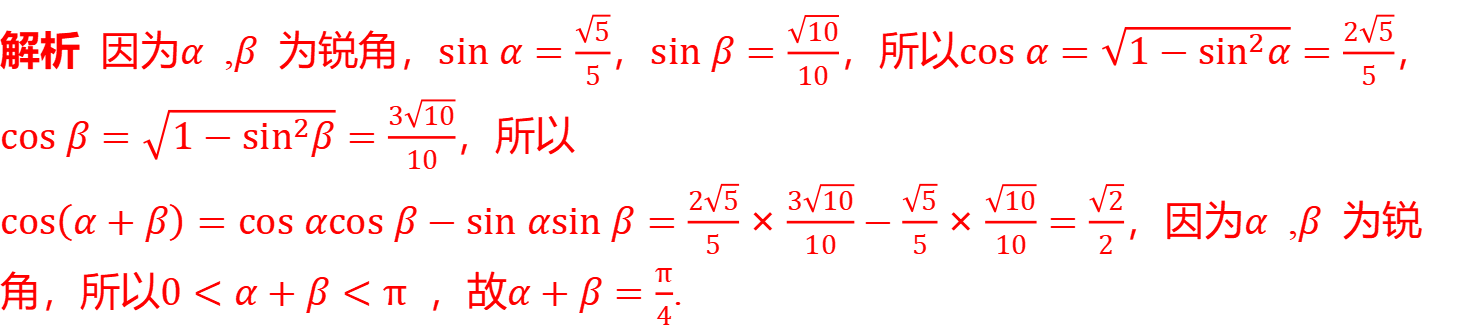 解析 因为α ,β 为锐角，sin α = √5/5，sin β = √10/10，所以cos α = √(1 − sin²α) = 2√5/5，
cos β = √(1 − sin²β) = 3√10/10，所以
cos(α + β) = cos αcos β − sin αsin β = 2√5/5 × 3√10/10 − √5/5 × √10/10 = √2/2，因为α ,β 为锐
角，所以0 < α + β < π ，故α + β = π/4.